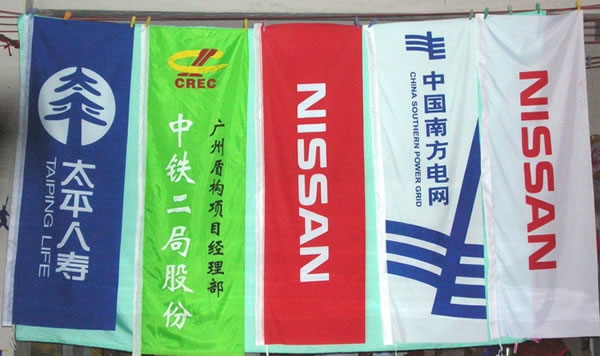 太平人寿
TAIPING LIFE
CREC
广州盾构项目经理部
中铁二局股份
NISSAN
中国南方电网
CHINA SOUTHERN POWER GRID
NISSAN